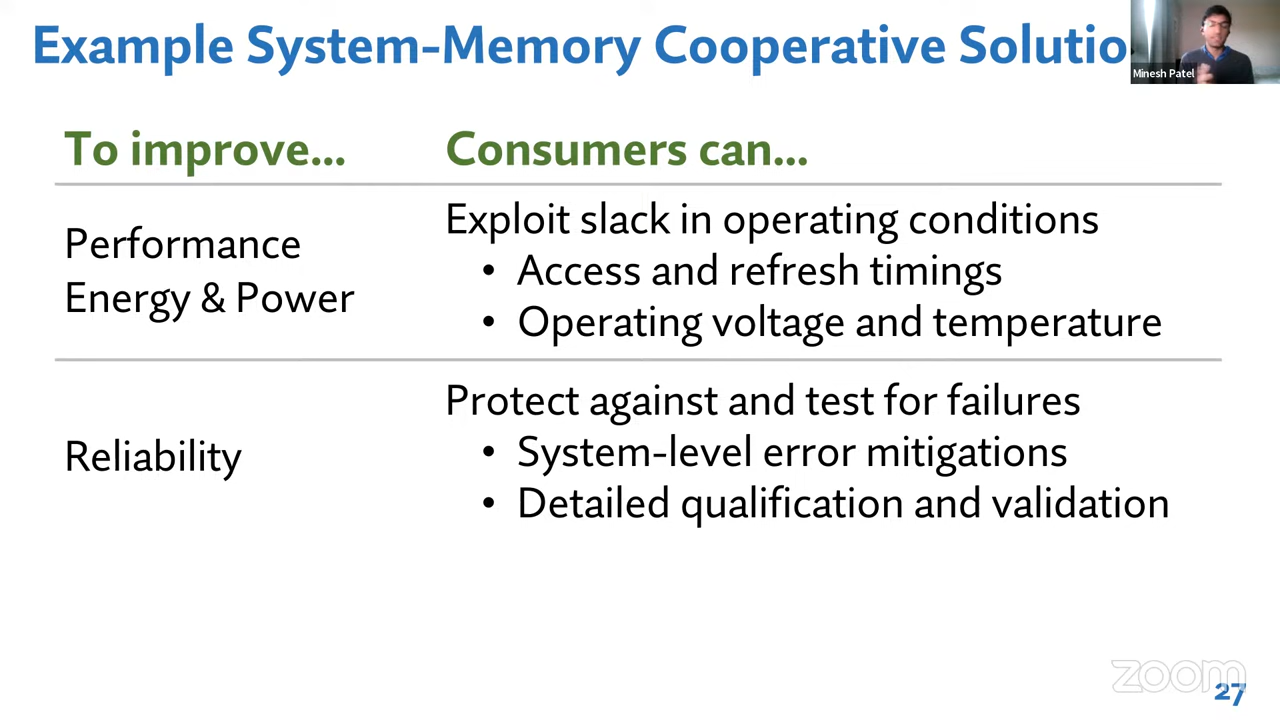 Example System-Memory Cooperative Solutio
Minesh Patel
To improve...
Consumers can...
Performance
Energy & Power
Exploit slack in operating conditions
• Access and refresh timings
• Operating voltage and temperature
Reliability
Protect against and test for failures
• System-level error mitigations
• Detailed qualification and validation
zoom
27